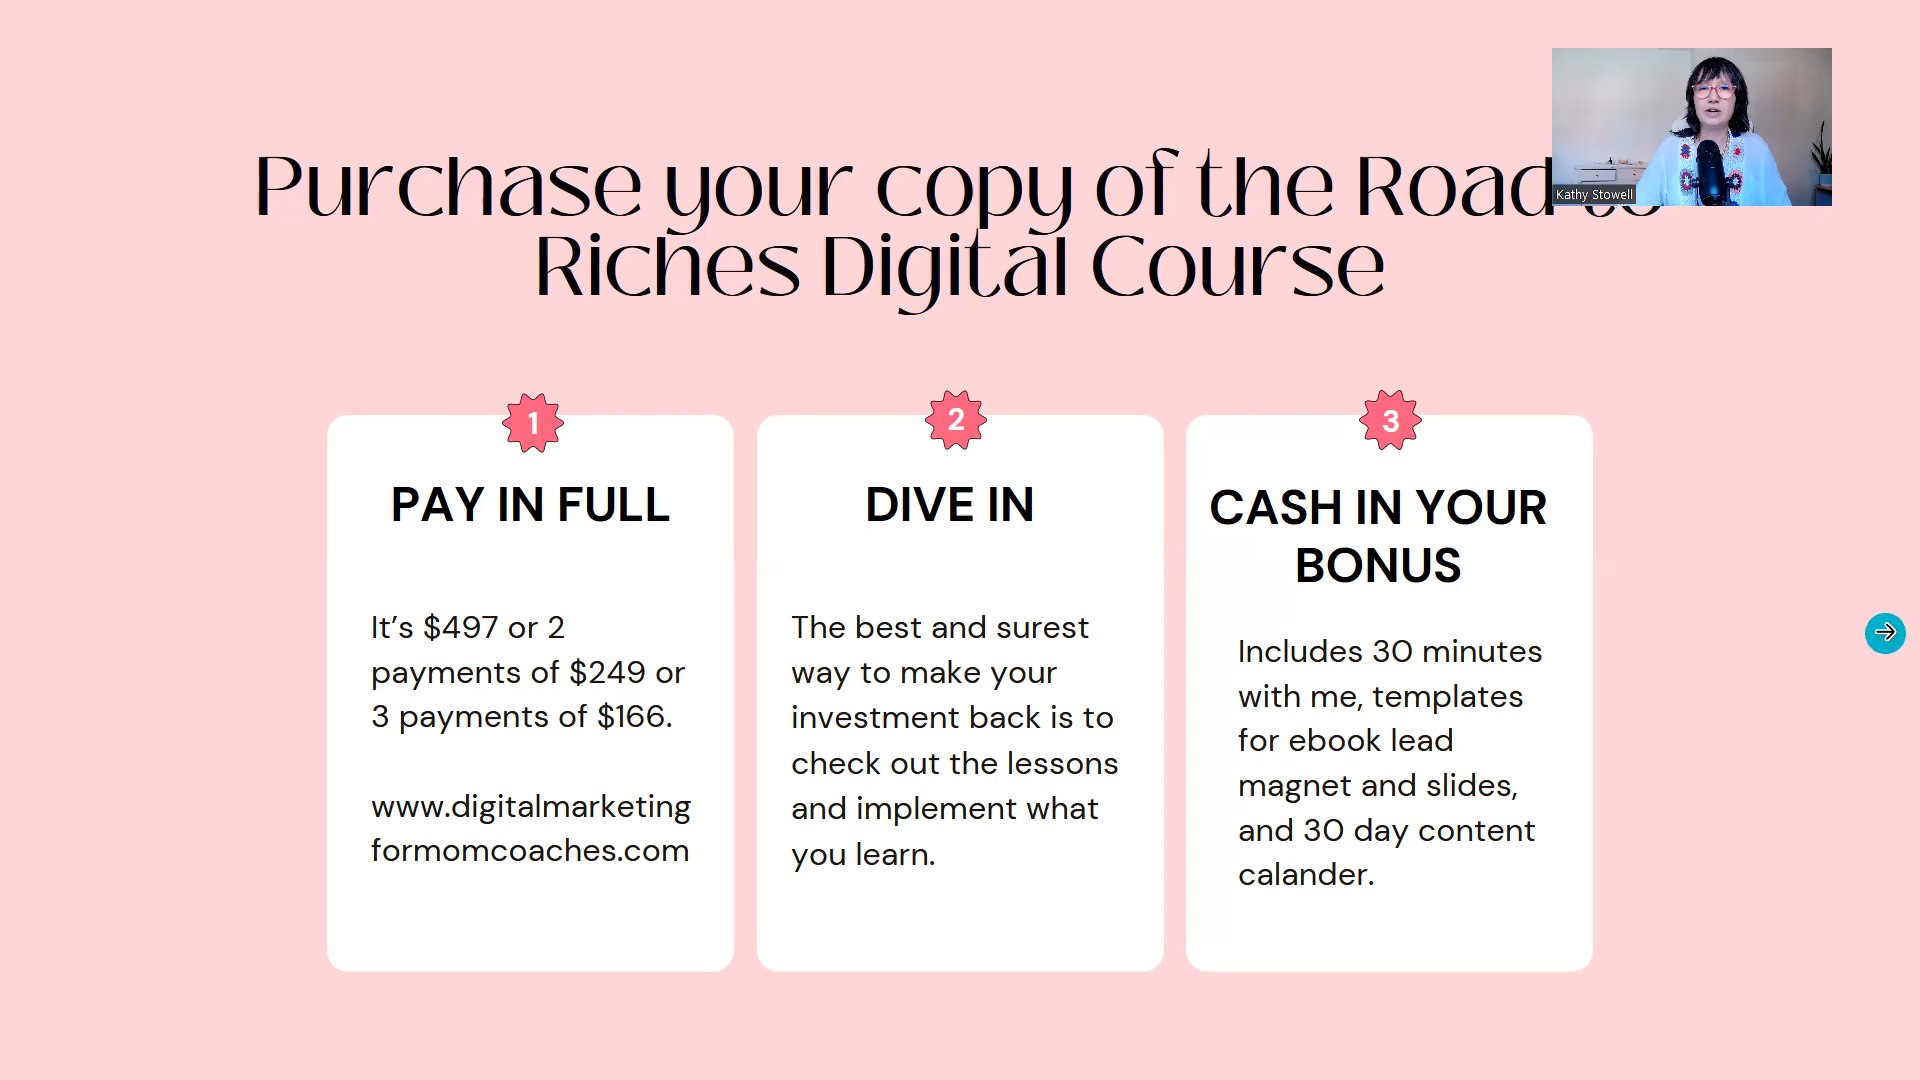 Purchase your copy of the Road to
Riches Digital Course
Kathy Stowell
1
PAY IN FULL
It’s $497 or 2
payments of $249 or
3 payments of $166.
www.digitalmarketing
formomcoaches.com
2
DIVE IN
The best and surest
way to make your
investment back is to
check out the lessons
and implement what
you learn.
3
CASH IN YOUR
BONUS
Includes 30 minutes
with me, templates
for ebook lead
magnet and slides,
and 30 day content
calander.